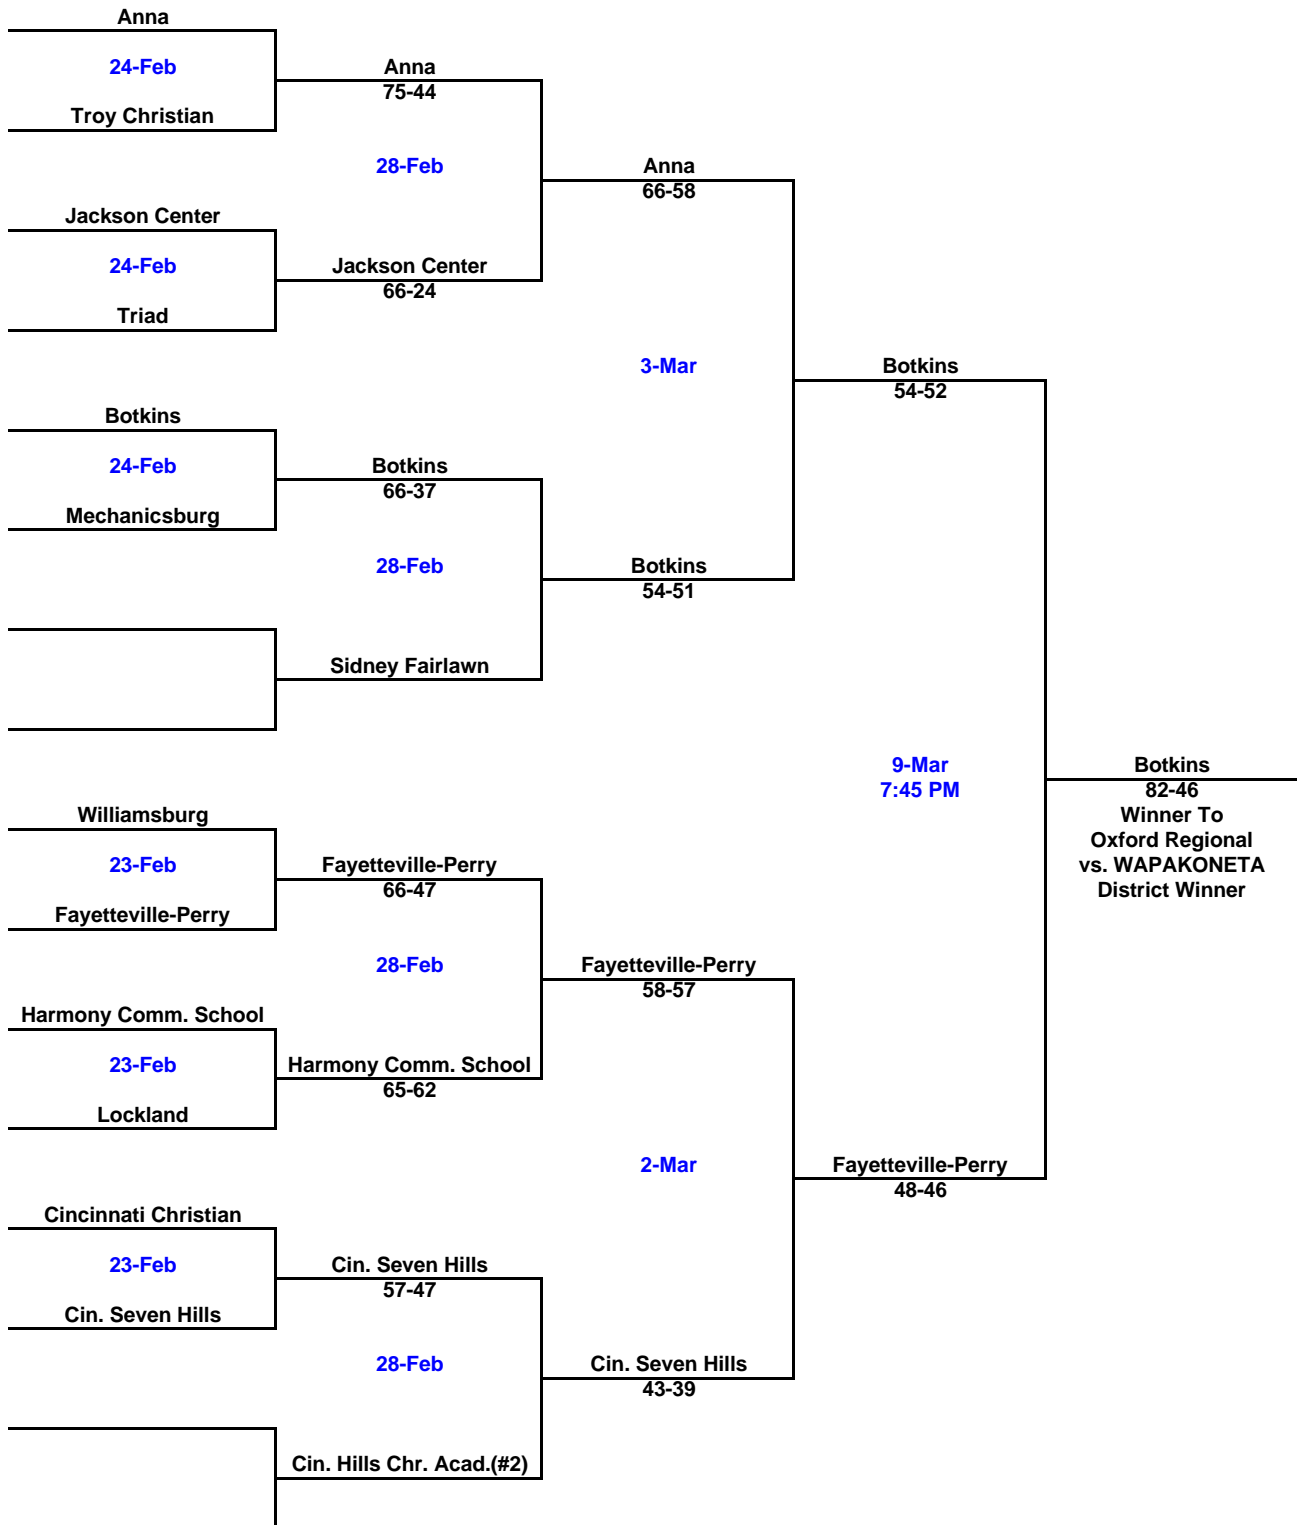 Anna
24-Feb
Anna
75-44
Troy Christian
28-Feb
Anna
66-58
Jackson Center
24-Feb
Jackson Center
66-24
Triad
3-Mar
Botkins
54-52
Botkins
24-Feb
Botkins
66-37
Mechanicsburg
28-Feb
Botkins
54-51
Sidney Fairlawn
9-Mar
7:45 PM
Botkins
82-46
Winner To
Oxford Regional
vs. WAPAKONETA
District Winner
Williamsburg
23-Feb
Fayetteville-Perry
66-47
Fayetteville-Perry
28-Feb
Fayetteville-Perry
58-57
Harmony Comm. School
23-Feb
Harmony Comm. School
65-62
Lockland
2-Mar
Fayetteville-Perry
48-46
Cincinnati Christian
23-Feb
Cin. Seven Hills
57-47
Cin. Seven Hills
28-Feb
Cin. Seven Hills
43-39
Cin. Hills Chr. Acad.(#2)